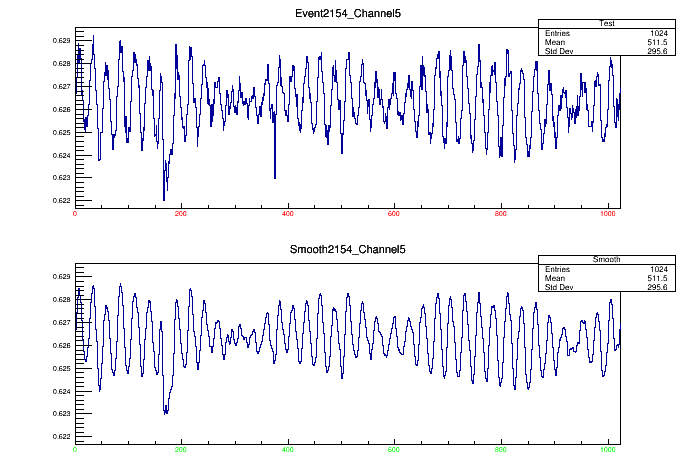 Event2154_Channel5
Test
Entries 1024
Mean 511.5
Std Dev 295.6
0.629
0.628
0.627
0.626
0.625
0.624
0.623
0.622
0 200 400 600 800 1000
Smooth2154_Channel5
Smooth
Entries 1024
Mean 511.5
Std Dev 295.6
0.629
0.628
0.627
0.626
0.625
0.624
0.623
0.622
0 200 400 600 800 1000